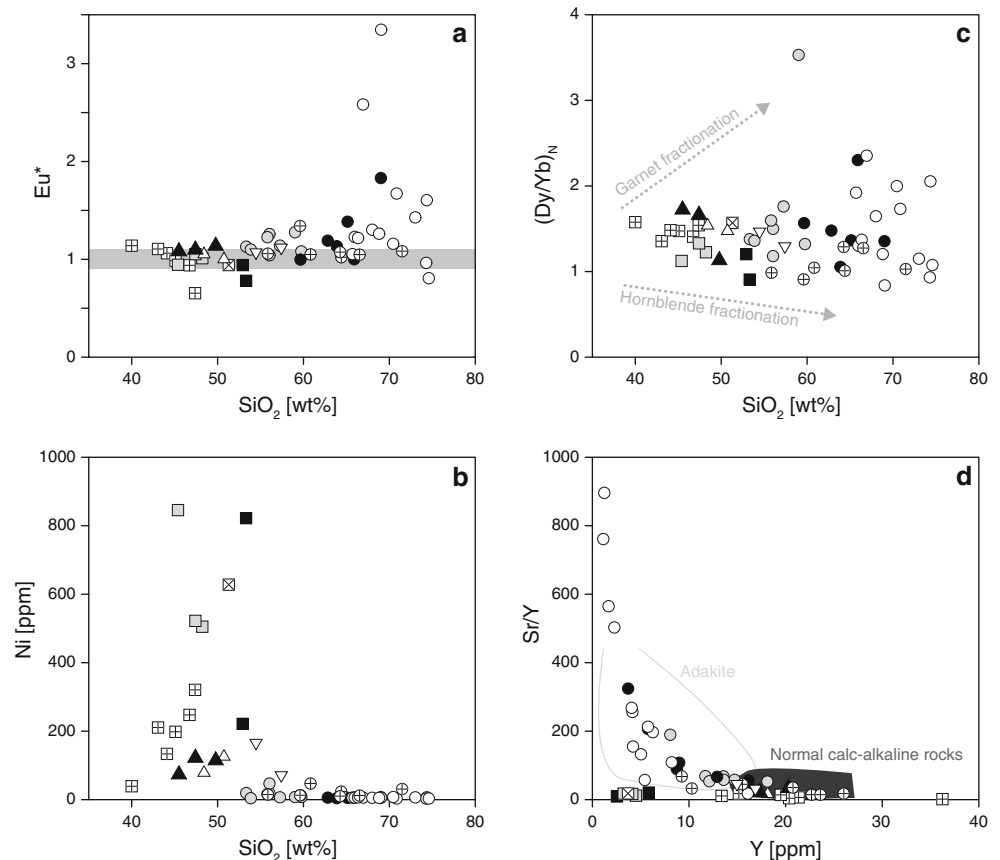 a
3
2
1
0
Eu*
40 50 60 70 80
SiO2 [wt%]
c
4
3
2
1
0
(Dy/Yb)N
Garnet fractionation
Hornblende fractionation
40 50 60 70 80
SiO2 [wt%]
b
1000
800
600
400
200
0
Ni [ppm]
40 50 60 70 80
SiO2 [wt%]
d
1000
800
600
400
200
0
Sr/Y
Adakite
Normal calc-alkaline rocks
0 10 20 30 40
Y [ppm]